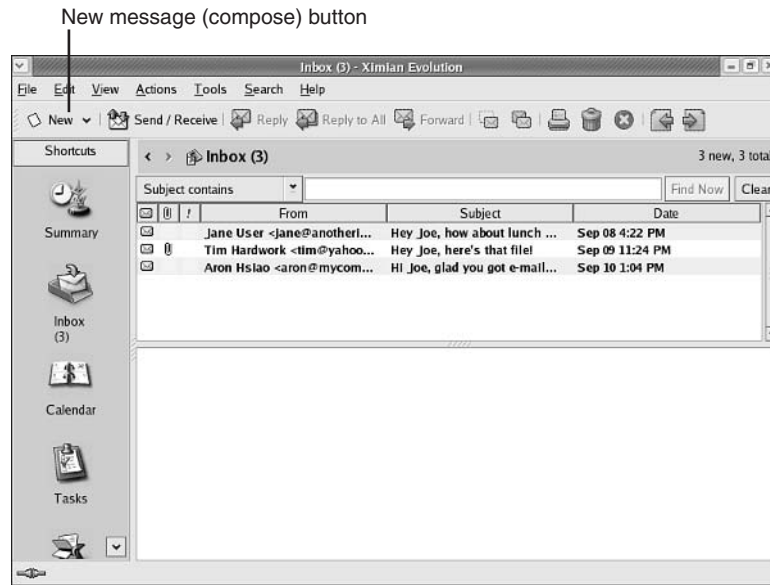 New message (compose) button
Inbox (3) - Ximian Evolution
File Edit View Actions Tools Search Help
New Send / Receive Reply Reply to All Forward
Shortcuts
< > Inbox (3) 3 new, 3 total
Subject contains Find Now Clear
! From Subject Date
Jane User <jane@anotherl... Hey Joe, how about lunch ... Sep 08 4:22 PM
Tim Hardwork <tim@yahoo... Hey Joe, here's that file! Sep 09 11:24 PM
Aron Hsiao <aron@mycom... Hi Joe, glad you got e-mail... Sep 10 1:04 PM
Summary
Inbox
(3)
Calendar
Tasks